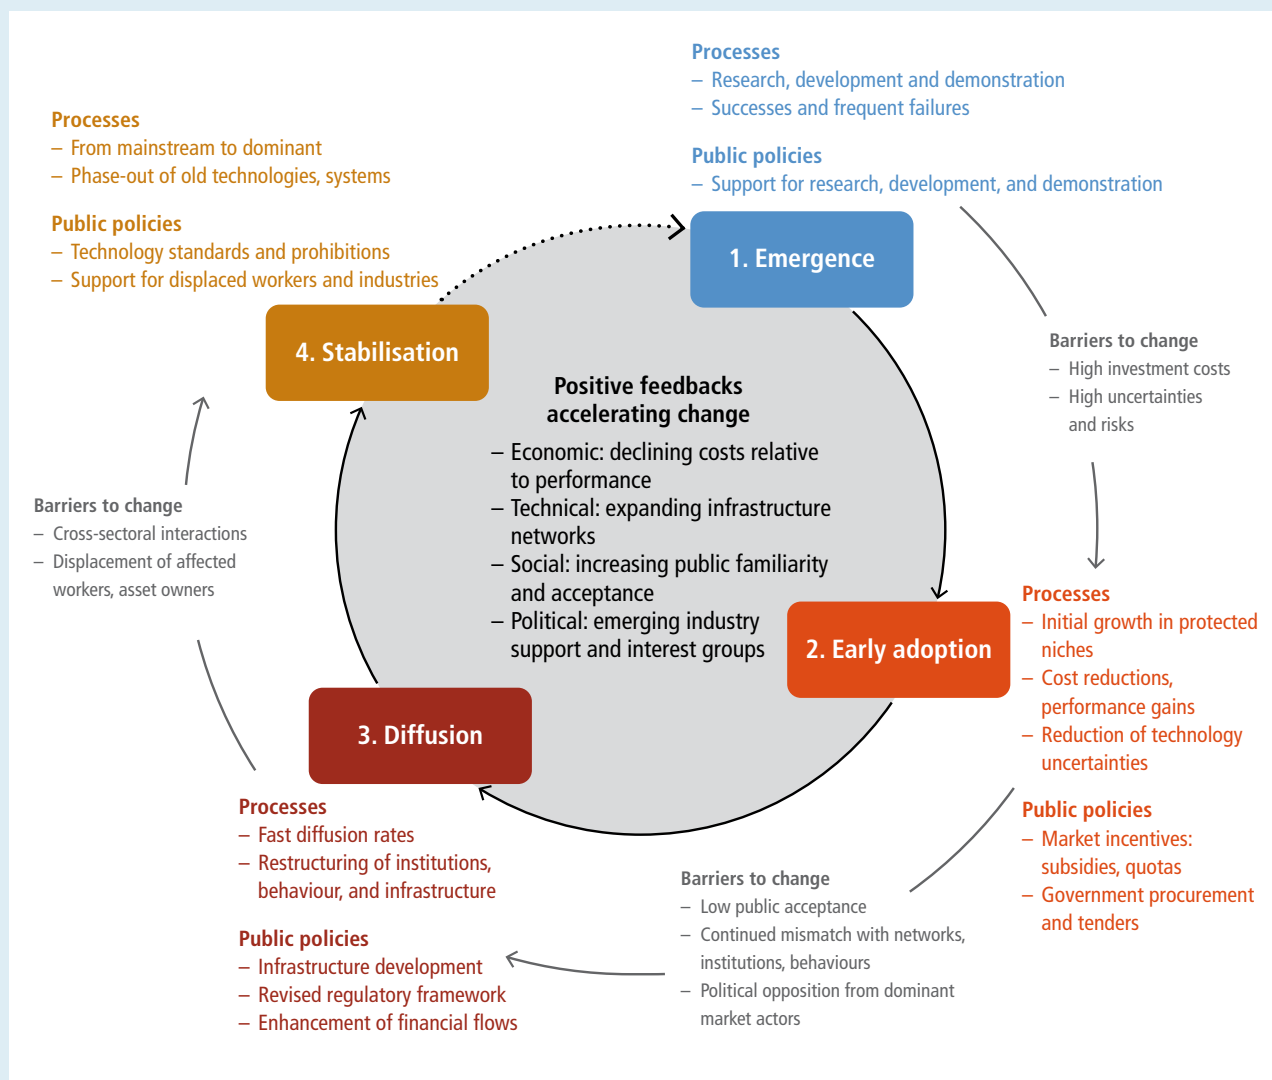 Processes
– Research, development and demonstration
– Successes and frequent failures
Public policies
– Support for research, development, and demonstration
1. Emergence
Barriers to change
– High investment costs
– High uncertainties
and risks
2. Early adoption
Processes
– Initial growth in protected
niches
– Cost reductions,
performance gains
– Reduction of technology
uncertainties
Public policies
– Market incentives:
subsidies, quotas
– Government procurement
and tenders
Barriers to change
– Low public acceptance
– Continued mismatch with networks,
institutions, behaviours
– Political opposition from dominant
market actors
3. Diffusion
Processes
– Fast diffusion rates
– Restructuring of institutions,
behaviour, and infrastructure
Public policies
– Infrastructure development
– Revised regulatory framework
– Enhancement of financial flows
Barriers to change
– Cross-sectoral interactions
– Displacement of affected
workers, asset owners
Processes
– From mainstream to dominant
– Phase-out of old technologies, systems
Public policies
– Technology standards and prohibitions
– Support for displaced workers and industries
4. Stabilisation
Positive feedbacks
accelerating change
– Economic: declining costs relative
to performance
– Technical: expanding infrastructure
networks
– Social: increasing public familiarity
and acceptance
– Political: emerging industry
support and interest groups